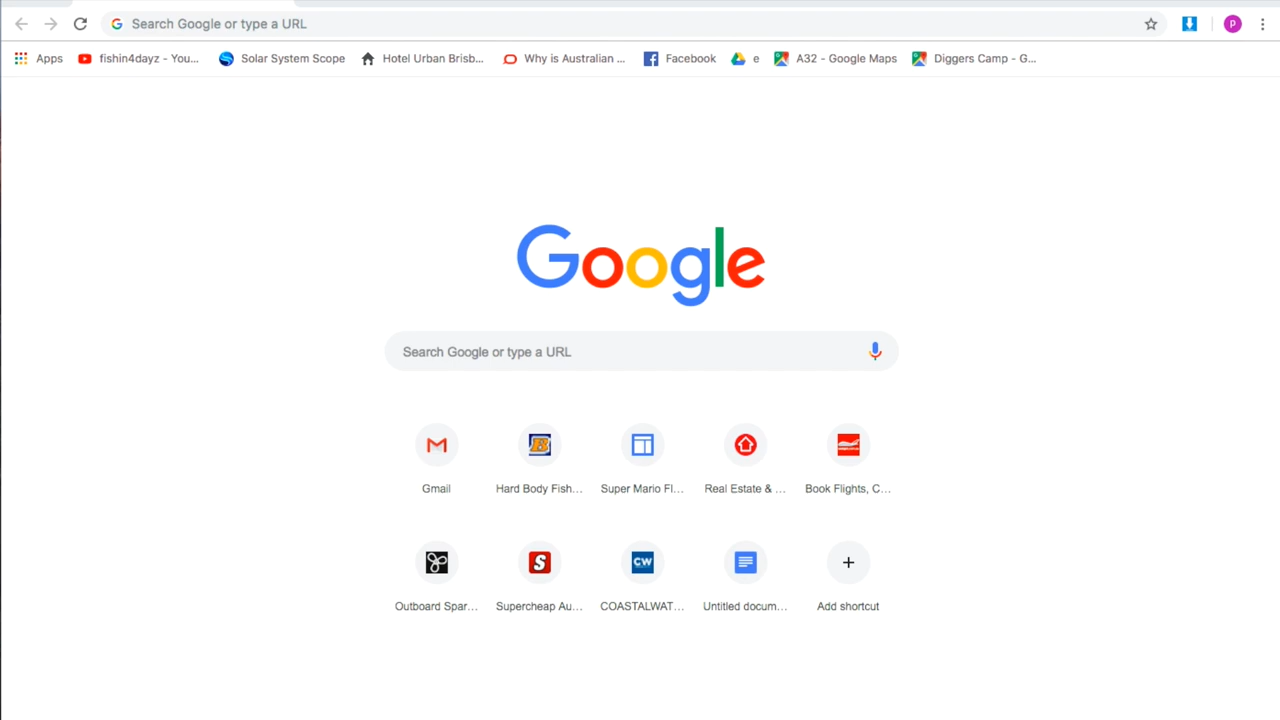 Search Google or type a URL
P
Apps fishin4dayz - You... Solar System Scope Hotel Urban Brisb... Why is Australian ... Facebook e A32 - Google Maps Diggers Camp - G...
Google
Search Google or type a URL
Gmail Hard Body Fish... Super Mario Fl... Real Estate & ... Book Flights, C...
S CW
Outboard Spar... Supercheap Au... COASTALWAT... Untitled docum... Add shortcut